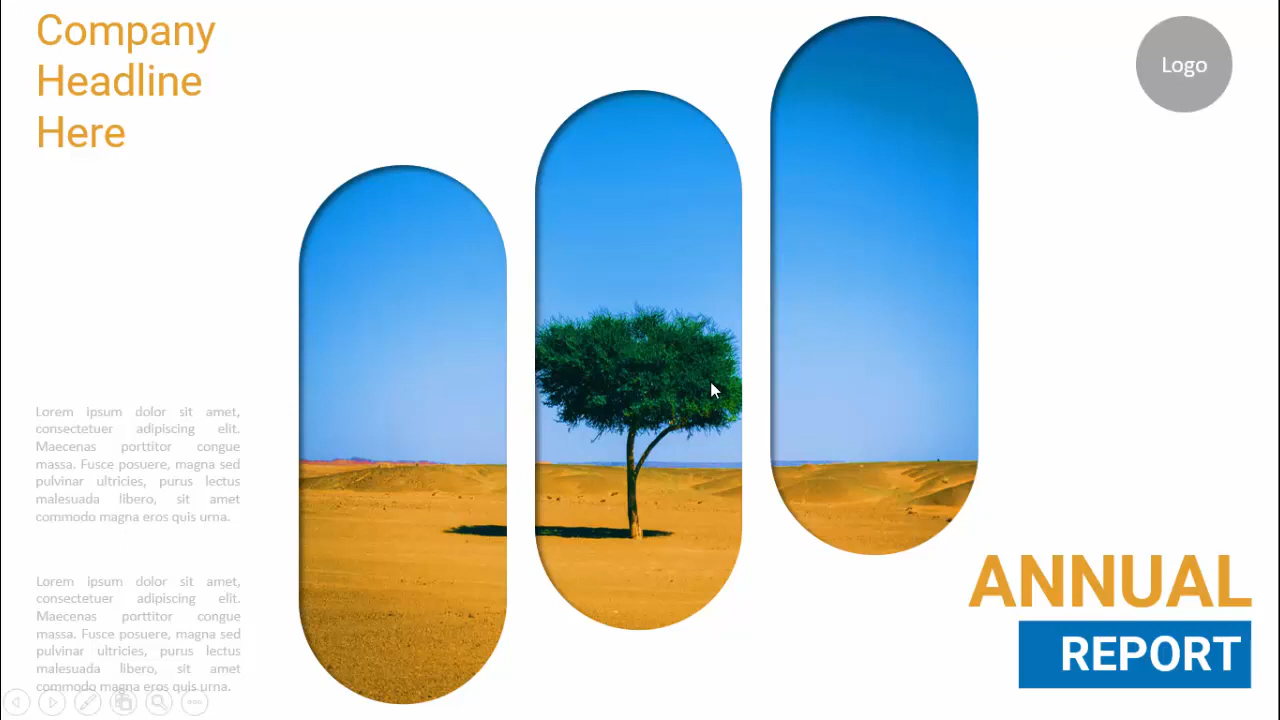 Company
Headline
Here
Logo
Lorem ipsum dolor sit amet,
consectetuer adipiscing elit.
Maecenas porttitor congue
massa. Fusce posuere, magna sed
pulvinar ultricies, purus lectus
malesuada libero, sit amet
commodo magna eros quis urna.
Lorem ipsum dolor sit amet,
consectetuer adipiscing elit.
Maecenas porttitor congue
massa. Fusce posuere, magna sed
pulvinar ultricies, purus lectus
malesuada libero, sit amet
commodo magna eros quis urna.
ANNUAL
REPORT